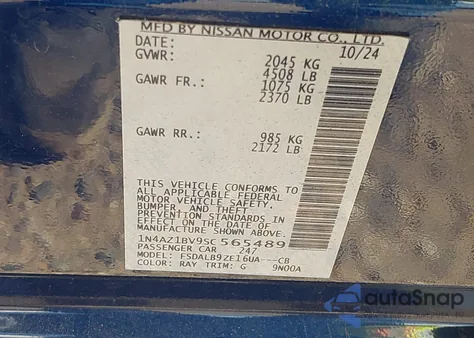 MFD BY NISSAN MOTOR CO., LTD.
DATE: 10/24
GVWR: 2045 KG
4508 LB
GAWR FR.: 1075 KG
2370 LB
GAWR RR.: 985 KG
2172 LB
THIS VEHICLE CONFORMS TO
ALL APPLICABLE FEDERAL
MOTOR VEHICLE SAFETY,
BUMPER, AND THEFT
PREVENTION STANDARDS IN
EFFECT ON THE DATE OF
MANUFACTURE SHOWN ABOVE.
1N4AZ1BV9SC 565489
PASSENGER CAR 247
MODEL: FSDALB9ZE16UA---CB
COLOR: RAY TRIM: G 9N00A
autoSnap